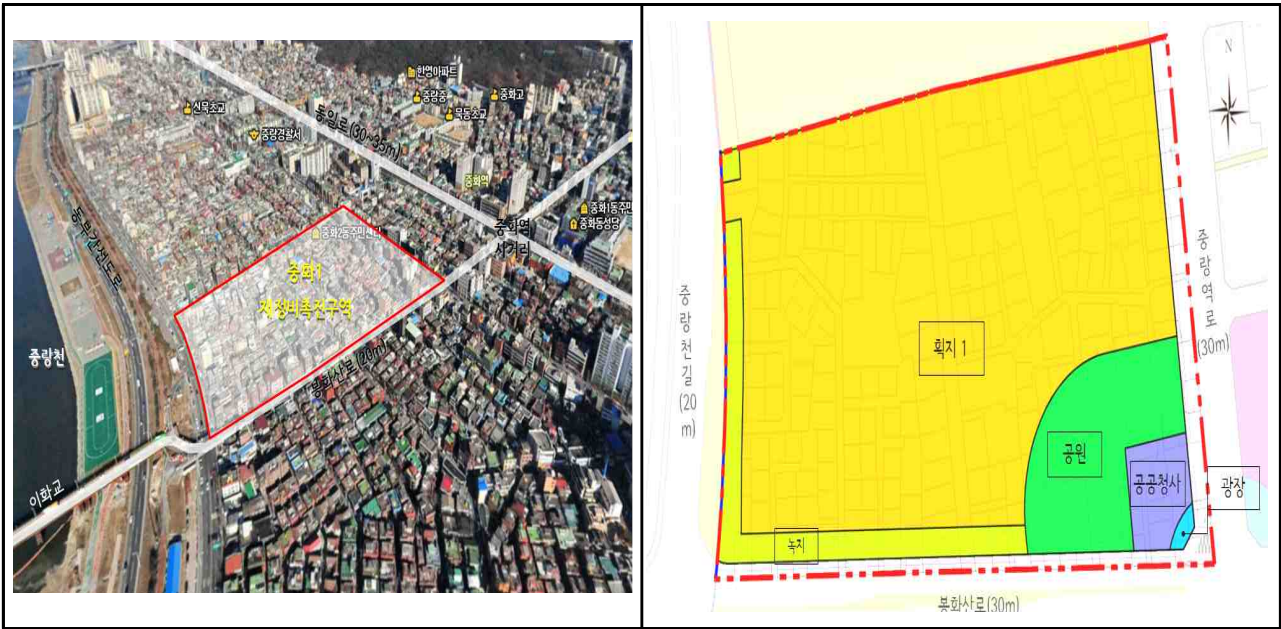 한영아파트
중랑중
중화고
신묵초교
묵동초교
중랑경찰서
동일로 (30~35m)
중화역
중화1동주민
중화동성당
중화역
사거리
중화2동주민센터
동부간선도로
중화1
재정비촉진구역
중랑천
봉화산로 (20m)
이화교
N
중랑역로
(30m)
중랑천길
(20
m)
획지 1
공원
공공청사
광장
녹지
봉화산로(30m)